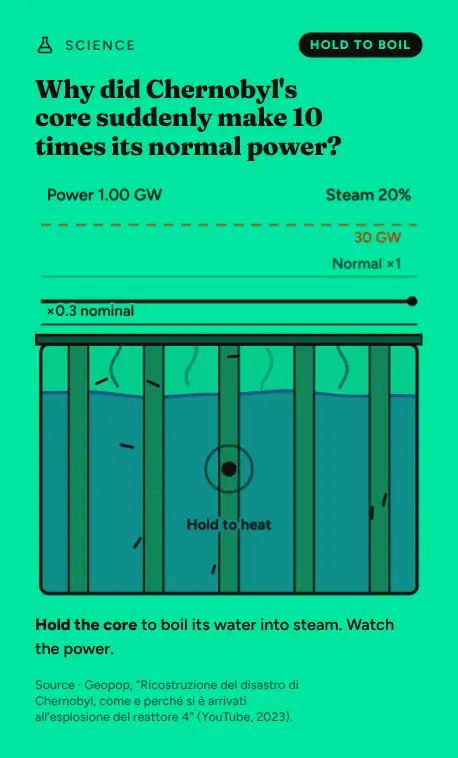 SCIENCE
HOLD TO BOIL
Why did Chernobyl's
core suddenly make 10
times its normal power?
Power 1.00 GW
Steam 20%
30 GW
Normal ×1
×0.3 nominal
Hold to heat
Hold the core to boil its water into steam. Watch
the power.
Source · Geopop, “Ricostruzione del disastro di
Chernobyl, come e perché si è arrivati
all'esplosione del reattore 4” (YouTube, 2023).